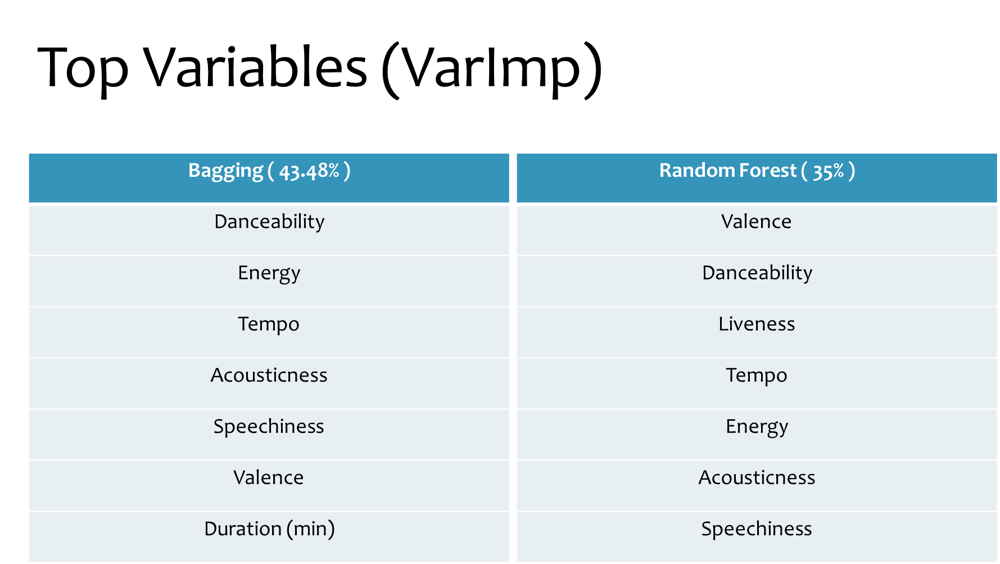 Top Variables (VarImp)
Bagging ( 43.48% ) Random Forest ( 35% )
Danceability Valence
Energy Danceability
Tempo Liveness
Acousticness Tempo
Speechiness Energy
Valence Acousticness
Duration (min) Speechiness